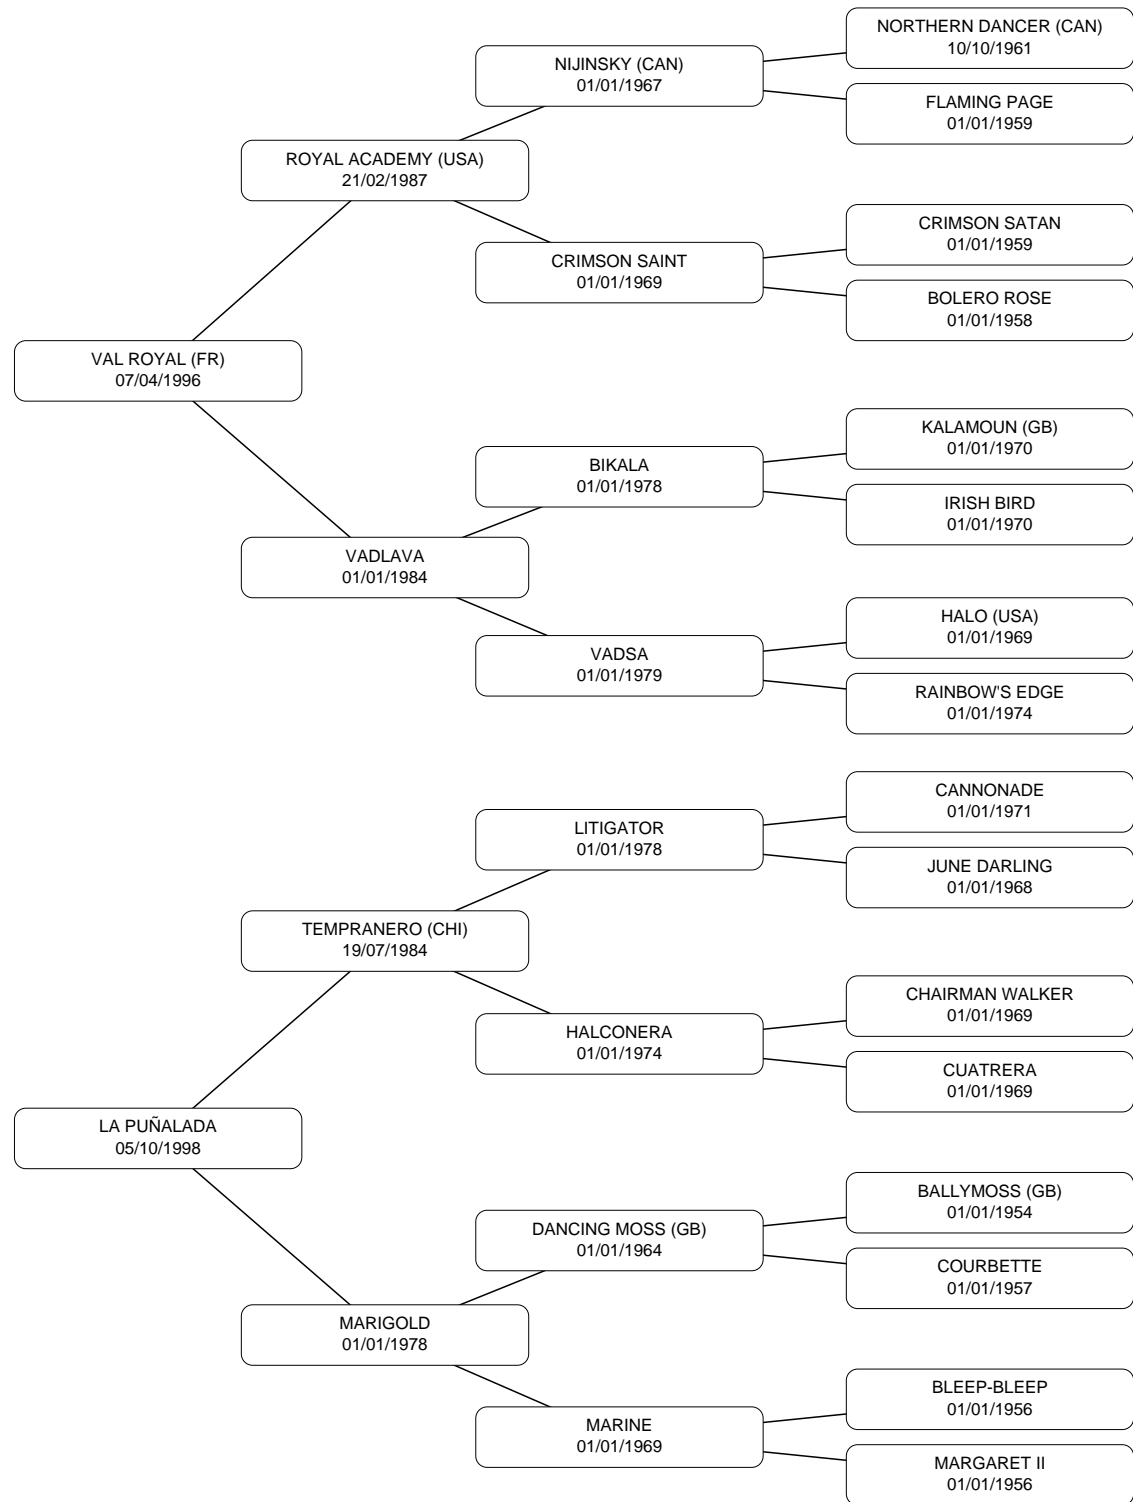 NORTHERN DANCER (CAN)
10/10/1961
NIJINSKY (CAN)
01/01/1967
FLAMING PAGE
01/01/1959
ROYAL ACADEMY (USA)
21/02/1987
CRIMSON SATAN
01/01/1959
CRIMSON SAINT
01/01/1969
BOLERO ROSE
01/01/1958
VAL ROYAL (FR)
07/04/1996
KALAMOUN (GB)
01/01/1970
BIKALA
01/01/1978
IRISH BIRD
01/01/1970
VADLAVA
01/01/1984
HALO (USA)
01/01/1969
VADSA
01/01/1979
RAINBOW'S EDGE
01/01/1974
CANNONADE
01/01/1971
LITIGATOR
01/01/1978
JUNE DARLING
01/01/1968
TEMPRANERO (CHI)
19/07/1984
CHAIRMAN WALKER
01/01/1969
HALCONERA
01/01/1974
CUATRERA
01/01/1969
LA PUÑALADA
05/10/1998
BALLYMOSS (GB)
01/01/1954
DANCING MOSS (GB)
01/01/1964
COURBETTE
01/01/1957
MARIGOLD
01/01/1978
BLEEP-BLEEP
01/01/1956
MARINE
01/01/1969
MARGARET II
01/01/1956